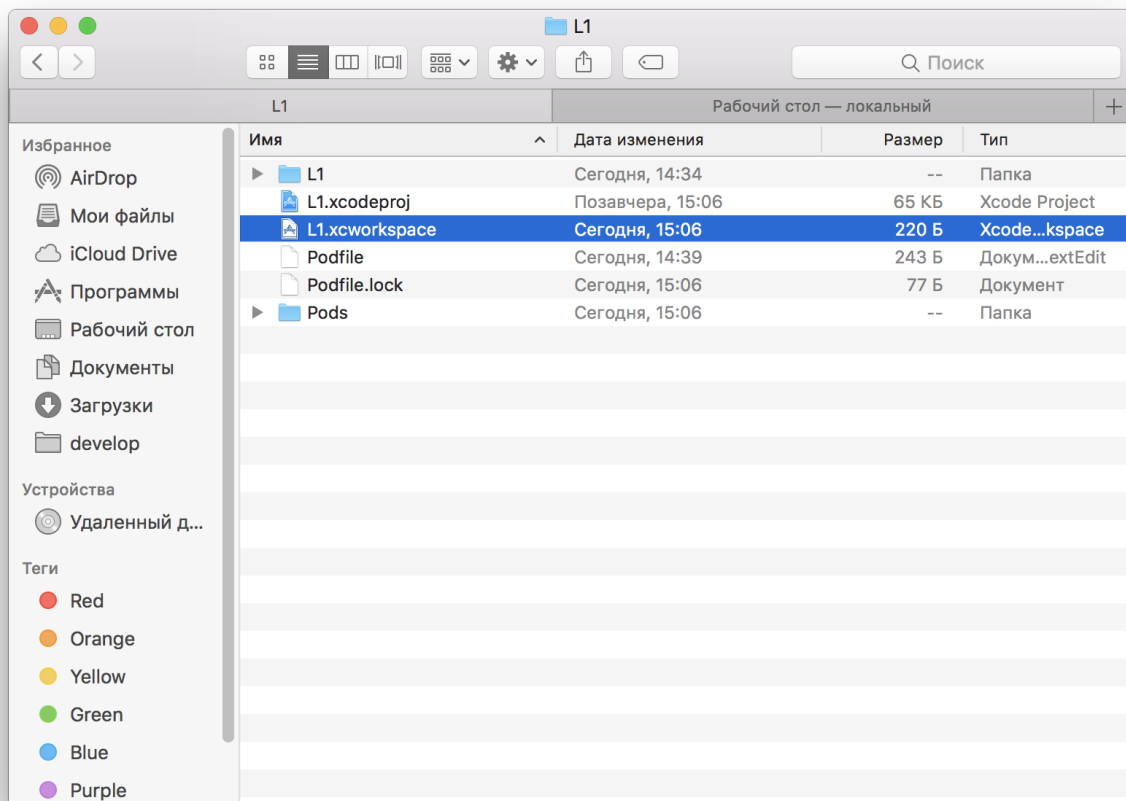 L1
Поиск
L1 Рабочий стол — локальный
Избранное
AirDrop
Мои файлы
iCloud Drive
Программы
Рабочий стол
Документы
Загрузки
develop
Устройства
Удаленный д...
Теги
Red
Orange
Yellow
Green
Blue
Purple
Имя Дата изменения Размер Тип
L1 Сегодня, 14:34 -- Папка
L1.xcodeproj Позавчера, 15:06 65 КБ Xcode Project
L1.xcworkspace Сегодня, 15:06 220 Б Xcode...kspace
Podfile Сегодня, 14:39 243 Б Докум...extEdit
Podfile.lock Сегодня, 15:06 77 Б Документ
Pods Сегодня, 15:06 -- Папка